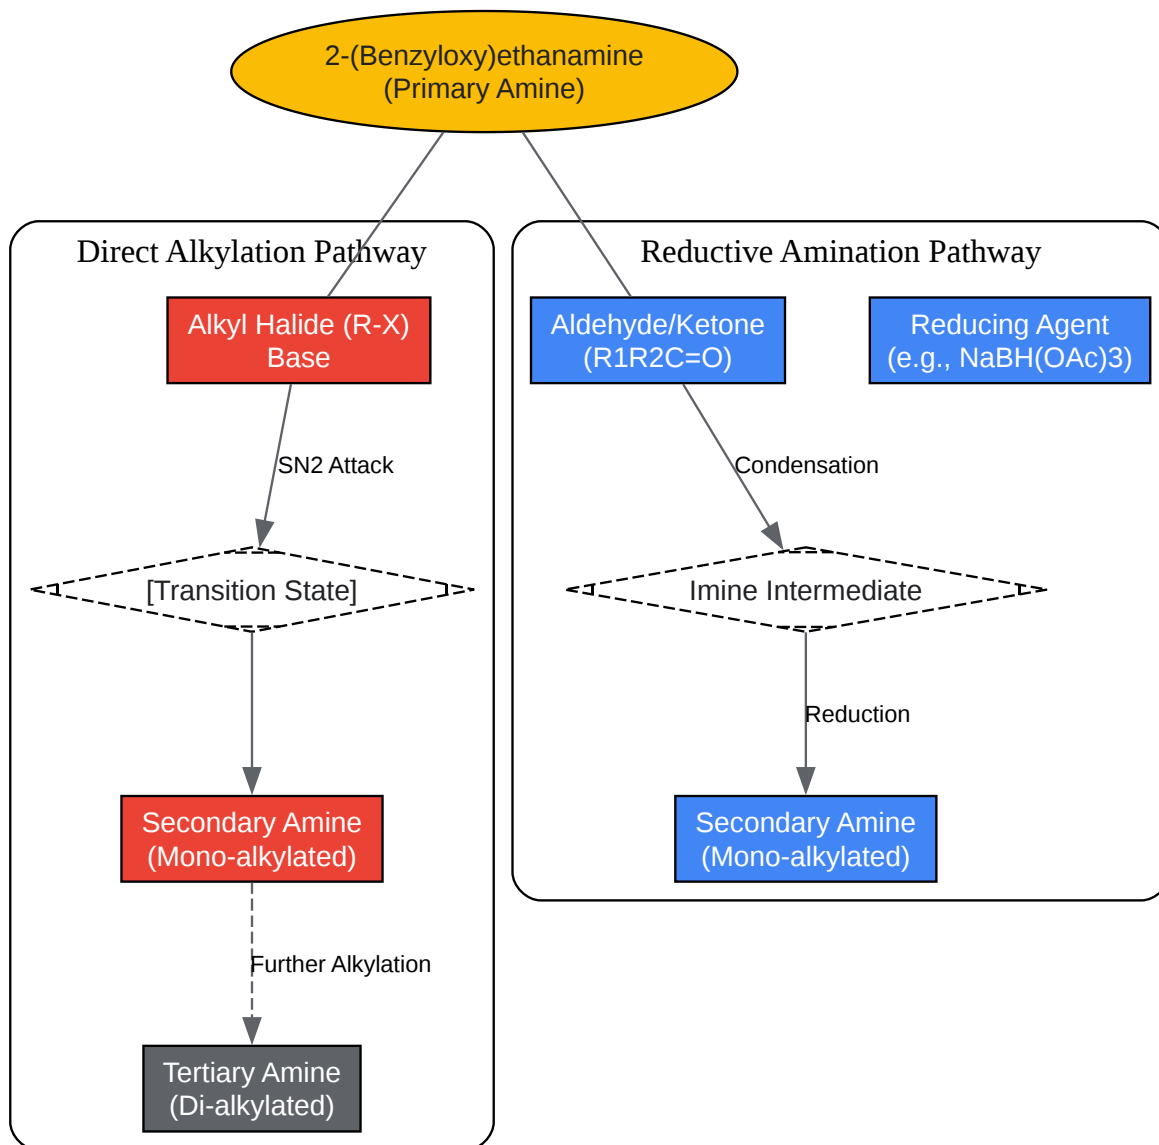 2-(Benzyloxy)ethanamine
(Primary Amine)
Direct Alkylation Pathway
Alkyl Halide (R-X)
Base
SN2 Attack
[Transition State]
Secondary Amine
(Mono-alkylated)
Further Alkylation
Tertiary Amine
(Di-alkylated)
Reductive Amination Pathway
Aldehyde/Ketone
(R1R2C=O)
Reducing Agent
(e.g., NaBH(OAc)3)
Condensation
Imine Intermediate
Reduction
Secondary Amine
(Mono-alkylated)